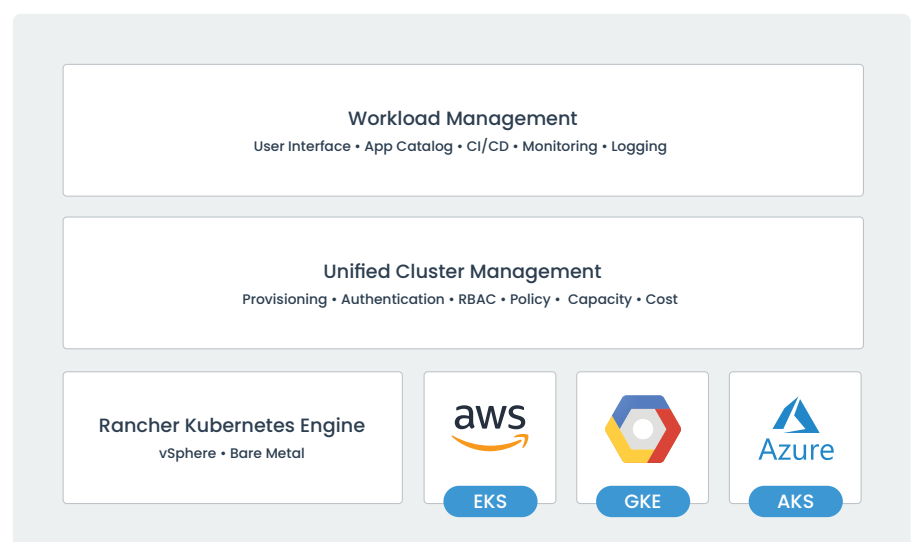 Workload Management
User Interface • App Catalog • CI/CD • Monitoring • Logging
Unified Cluster Management
Provisioning • Authentication • RBAC • Policy • Capacity • Cost
Rancher Kubernetes Engine
vSphere • Bare Metal
aws
EKS
GKE
Azure
AKS